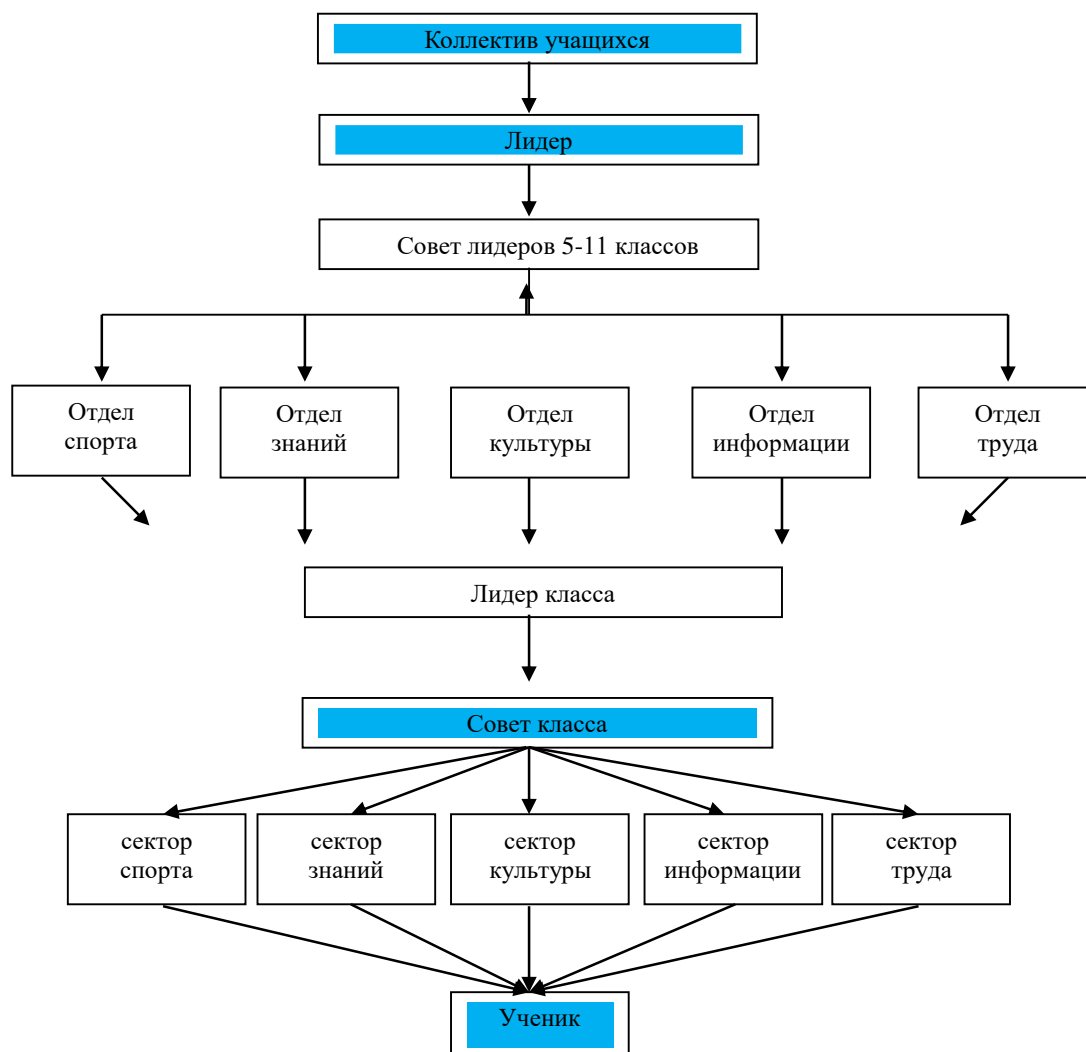 Коллектив учащихся
Лидер
Совет лидеров 5-11 классов
Отдел
спорта
Отдел
знаний
Отдел
культуры
Отдел
информации
Отдел
труда
Лидер класса
Совет класса
сектор
спорта
сектор
знаний
сектор
культуры
сектор
информации
сектор
труда
Ученик